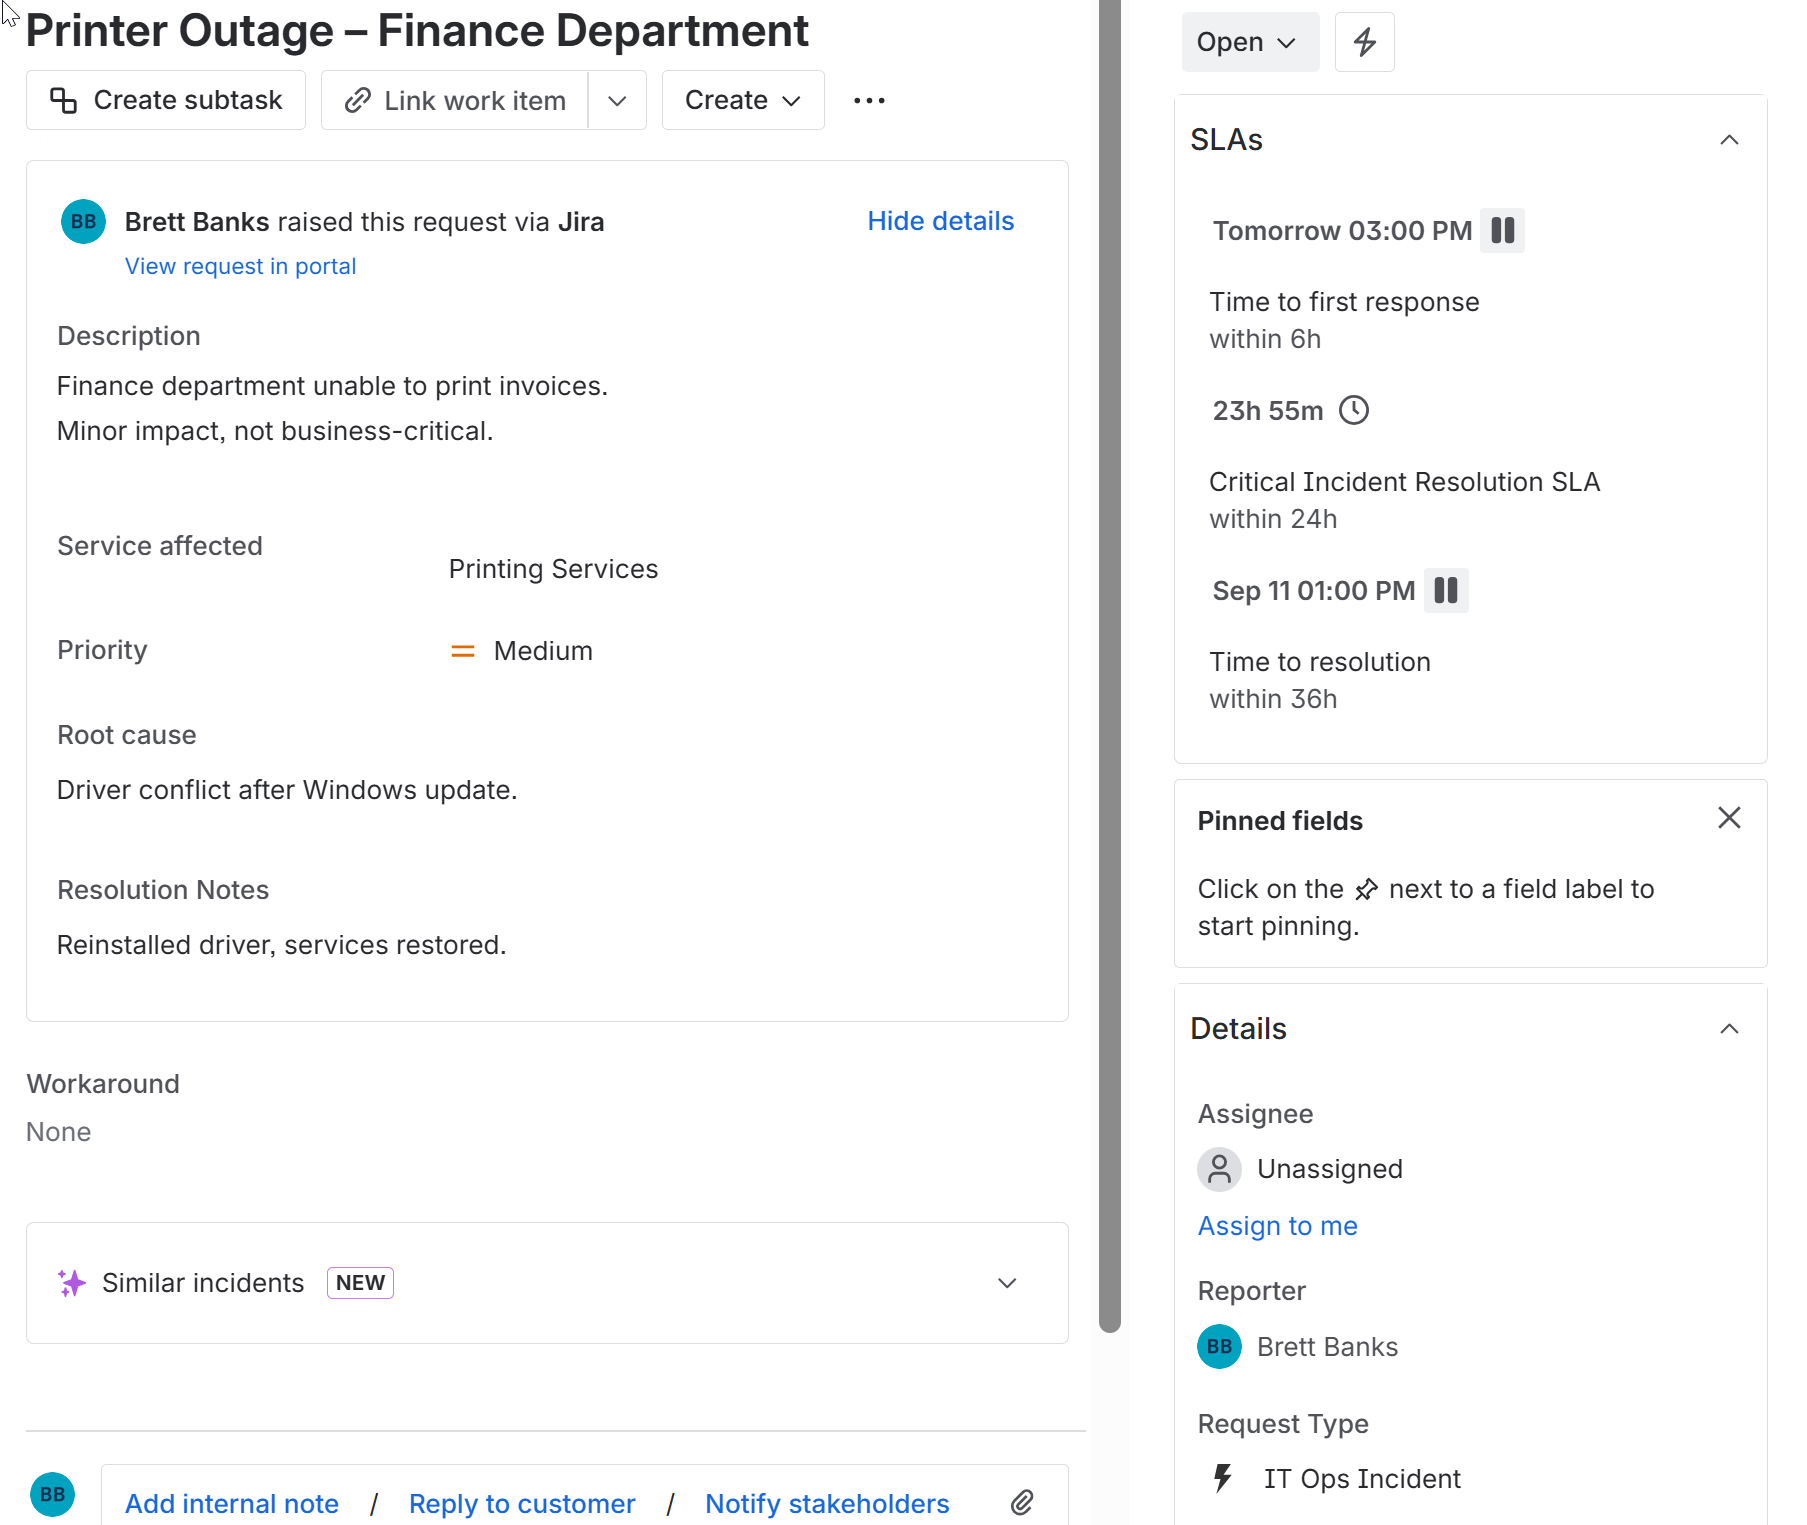 Printer Outage – Finance Department
Create subtask
Link work item
Create
BB
Brett Banks raised this request via Jira
Hide details
View request in portal
Description
Finance department unable to print invoices.
Minor impact, not business-critical.
Service affected
Printing Services
Priority
Medium
Root cause
Driver conflict after Windows update.
Resolution Notes
Reinstalled driver, services restored.
Workaround
None
Similar incidents NEW
BB
Add internal note / Reply to customer / Notify stakeholders
Open
SLAs
Tomorrow 03:00 PM
Time to first response
within 6h
23h 55m
Critical Incident Resolution SLA
within 24h
Sep 11 01:00 PM
Time to resolution
within 36h
Pinned fields
Click on the next to a field label to
start pinning.
Details
Assignee
Unassigned
Assign to me
Reporter
BB
Brett Banks
Request Type
IT Ops Incident